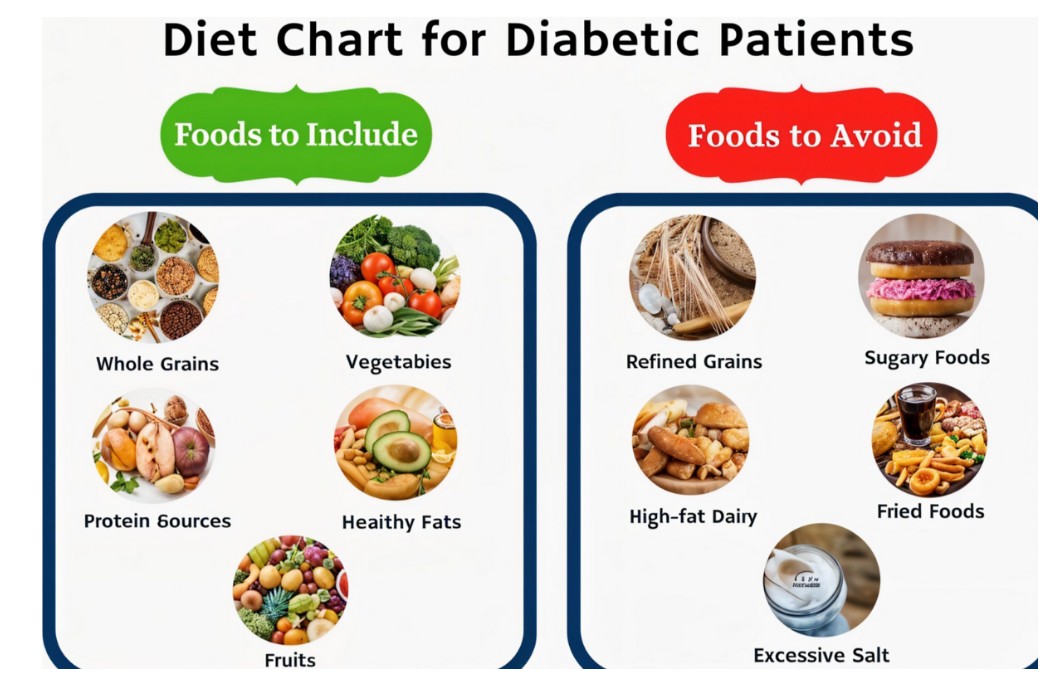 Diet Chart for Diabetic Patients
Foods to Include
Foods to Avoid
Whole Grains
Vegetabies
Protein 6ources
Heaithy Fats
Fruits
Refined Grains
Sugary Foods
High-fat Dairy
Fried Foods
Excessive Salt